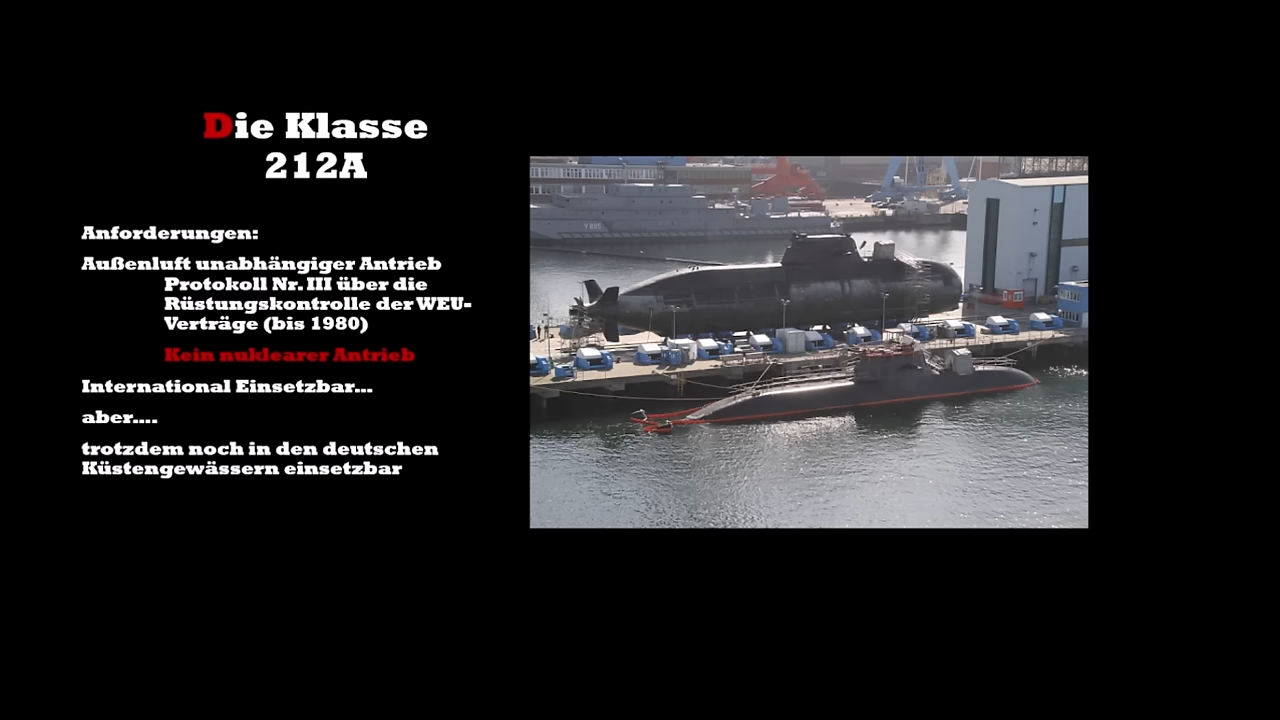 Die Klasse
212A
Anforderungen:
Außenluft unabhängiger Antrieb
Protokoll Nr. III über die
Rüstungskontrolle der WEU-
Verträge (bis 1980)
Kein nuklearer Antrieb
International Einsetzbar...
aber....
trotzdem noch in den deutschen
Küstengewässern einsetzbar